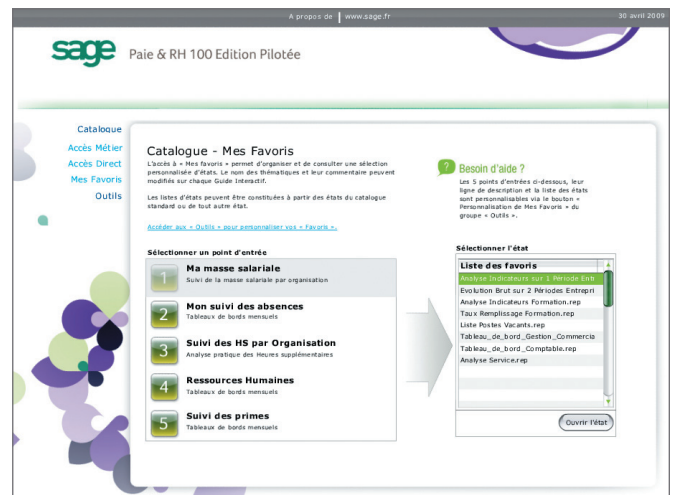 A propos de | www.sage.fr
30 avril 2009
sage Paie & RH 100 Edition Pilotée
Catalogue
Accès Métier
Accès Direct
Mes Favoris
Outils
Catalogue - Mes Favoris
L'accès à « Mes favoris » permet d'organiser et de consulter une sélection
personnalisée d'états. Le nom des thématiques et leur commentaire peuvent
modifiés sur chaque Guide Interactif.
Les listes d'états peuvent être constituées à partir des états du catalogue
standard ou de tout autre état.
Accéder aux « Outils » pour personnaliser vos « Favoris ».
? Besoin d'aide ?
Les 5 points d'entrées ci-dessous, leur
ligne de description et la liste des états
sont personnalisables via le bouton «
Personnalisation de Mes Favoris » du
groupe « Outils ».
Sélectionner un point d'entrée
1 Ma masse salariale
Suivi de la masse salariale par organisation
2 Mon suivi des absences
Tableaux de bords mensuels
3 Suivi des HS par Organisation
Analyse pratique des Heures supplémentaires
4 Ressources Humaines
Tableaux de bords mensuels
5 Suivi des primes
Tableaux de bords mensuels
Sélectionner l'état
Liste des favoris
Analyse Indicateurs sur 1 Période Entr
Evolution Brut sur 2 Périodes Entrepri
Analyse Indicateurs Formation.rep
Taux Remplissage Formation.rep
Liste Postes Vacants.rep
Tableau_de_bord_Gestion_Commercia
Tableau_de_bord_Comptable.rep
Analyse Service.rep
Ouvrir l'état